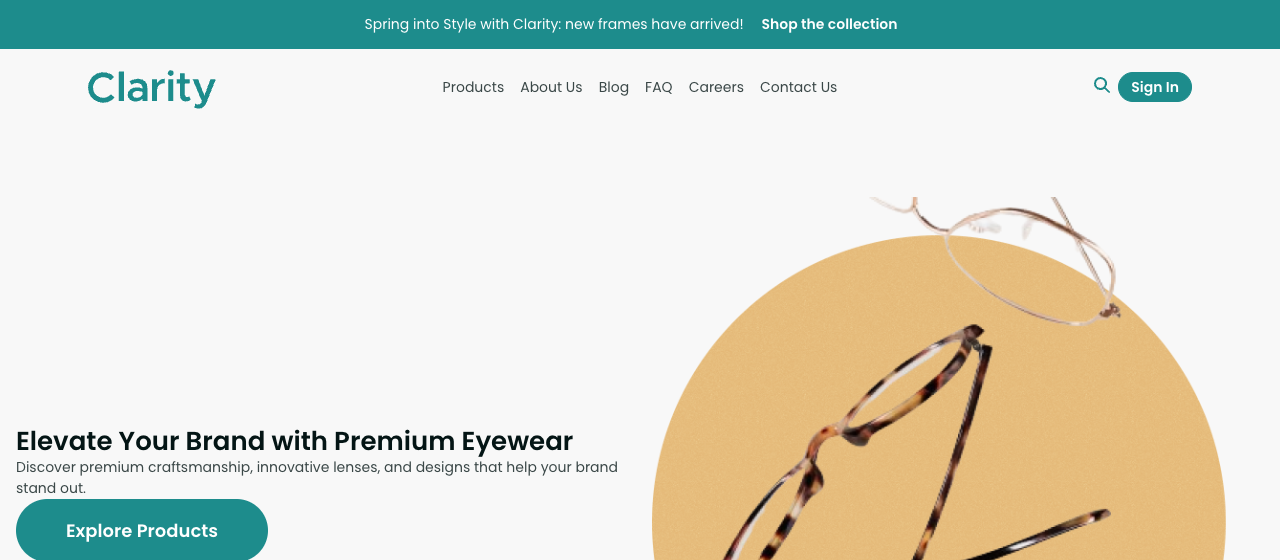 Spring into Style with Clarity: new frames have arrived! Shop the collection
Clarity
Products About Us Blog FAQ Careers Contact Us
Sign In
Elevate Your Brand with Premium Eyewear
Discover premium craftsmanship, innovative lenses, and designs that help your brand
stand out.
Explore Products